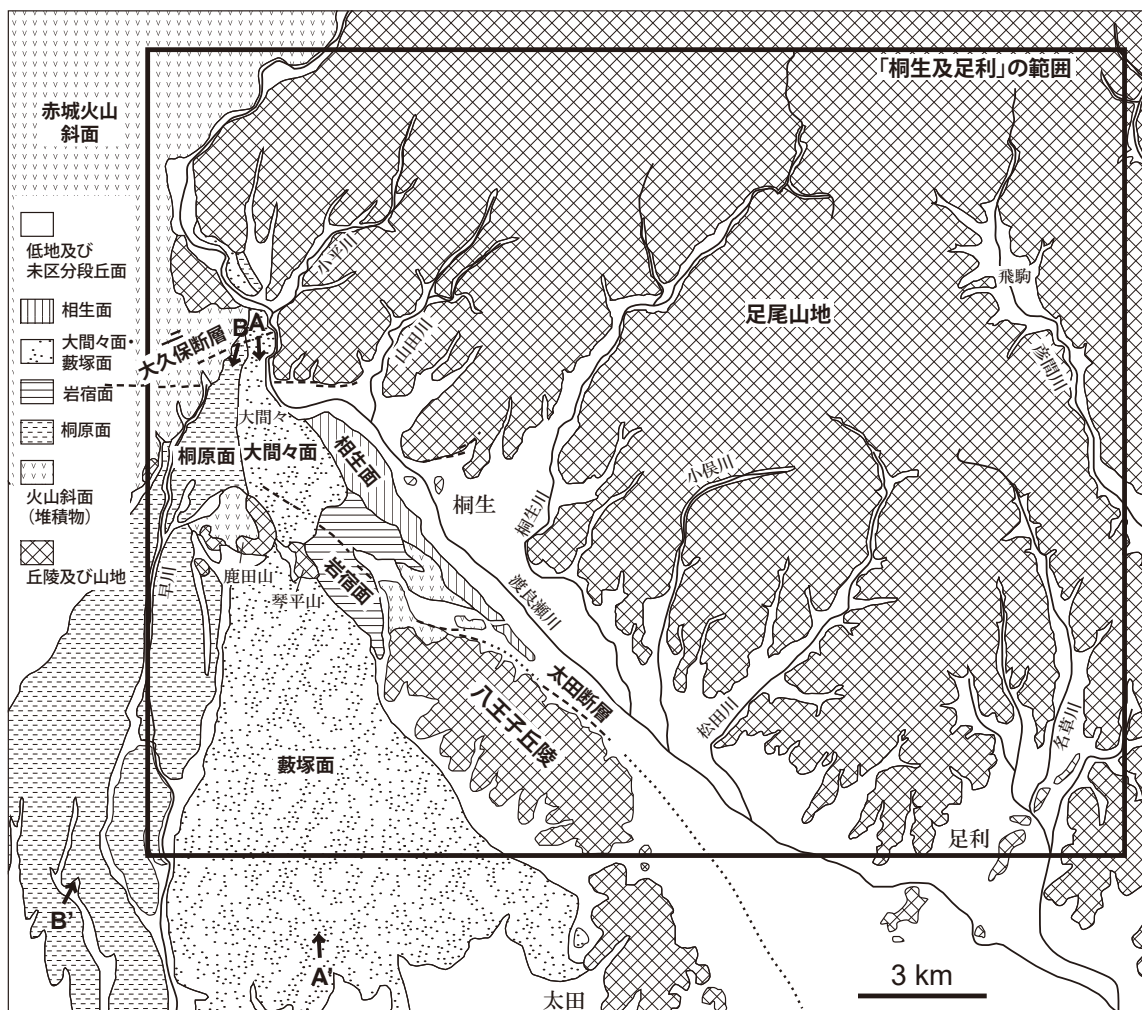 「桐生及足利」の範囲
赤城火山
斜面
低地及び
未区分段丘面
相生面
大間々面・
藪塚面
岩宿面
桐原面
火山斜面
（堆積物）
丘陵及び山地
小平川
山田川
足尾山地
飛駒
彦間川
大久保断層
B
A
大間々
桐原面
大間々面
相生面
桐生
桐生川
小俣川
早川
鹿田山
琴平山
岩宿面
渡良瀬川
太田断層
八王子丘陵
松田川
名草川
藪塚面
足利
B'
A'
太田
3 km